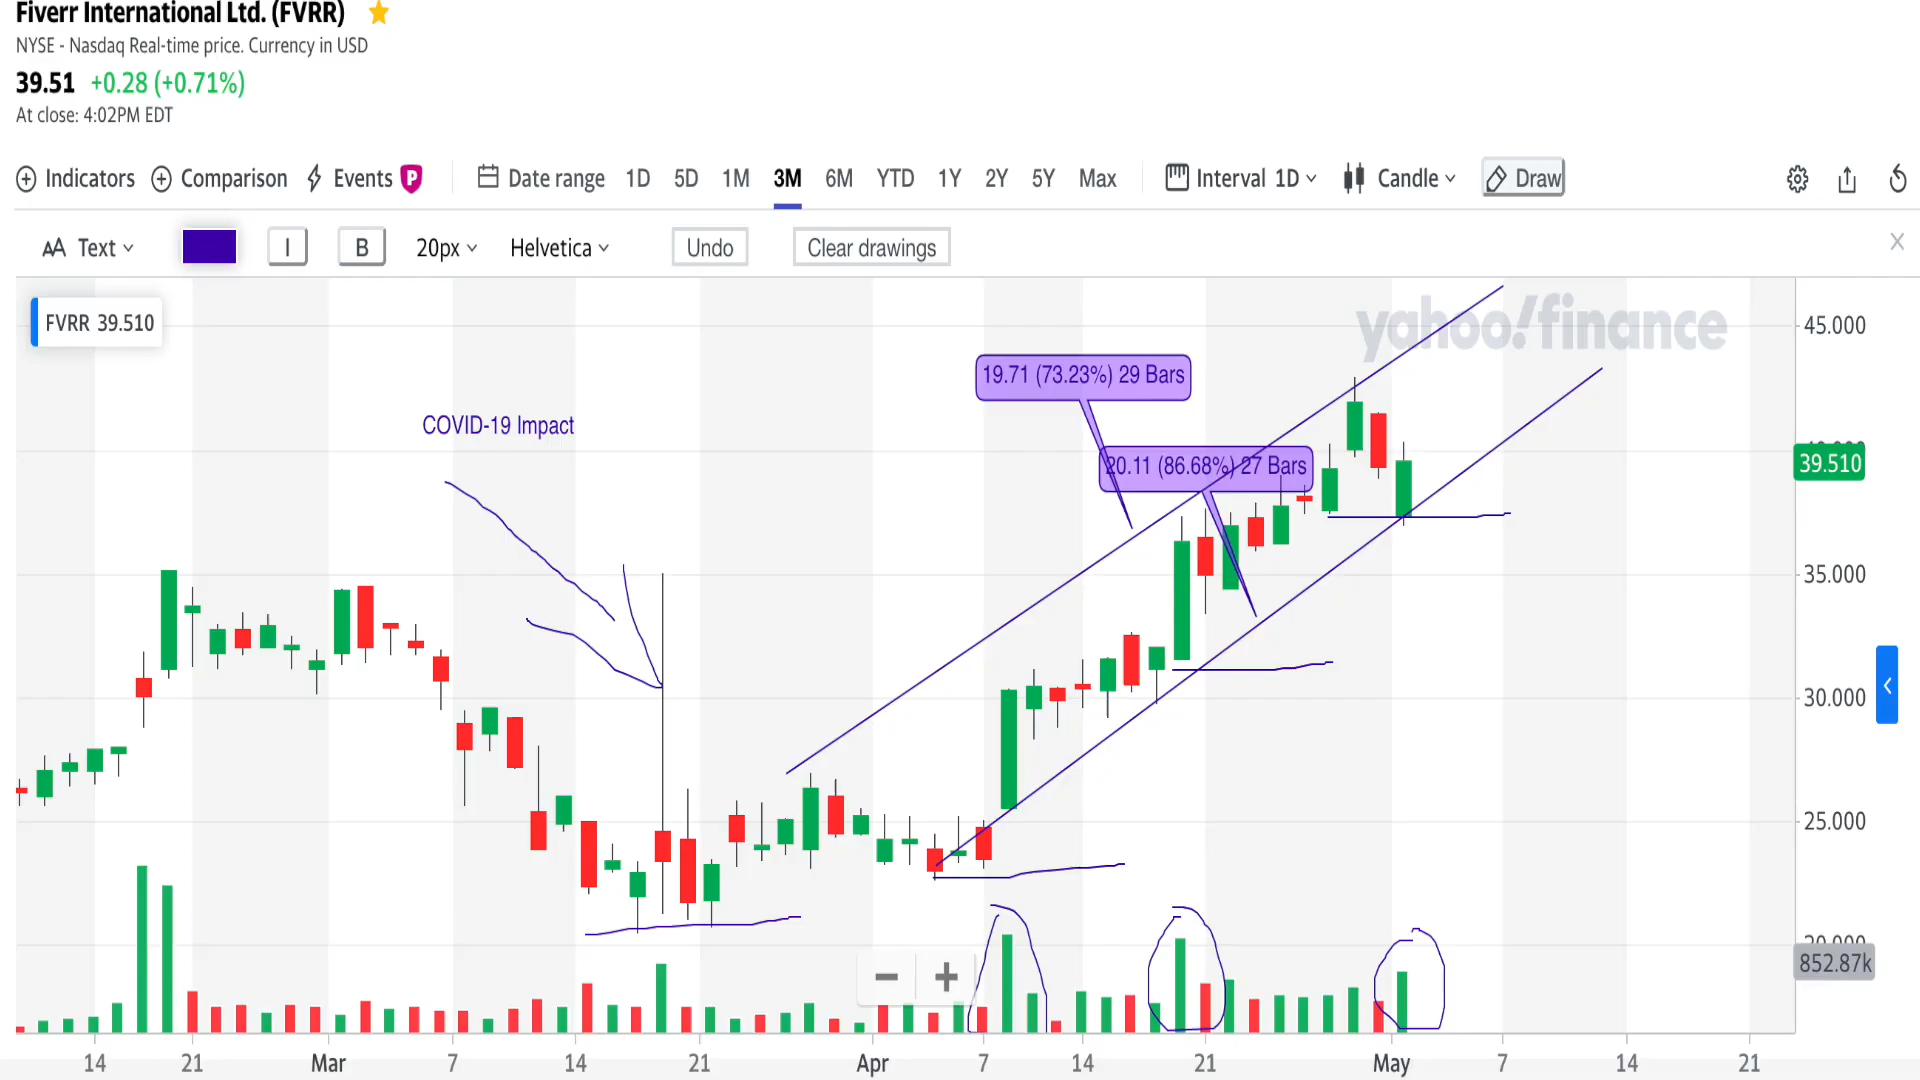 Fiverr International Ltd. (FVRR)
NYSE - Nasdaq Real-time price. Currency in USD
39.51 +0.28 (+0.71%)
At close: 4:02PM EDT
Indicators Comparison Events P Date range 1D 5D 1M 3M 6M YTD 1Y 2Y 5Y Max Interval 1D Candle Draw
AA Text I B 20px Helvetica Undo Clear drawings
FVRR 39.510
yahoo!finance
45.000
19.71 (73.23%) 29 Bars
COVID-19 Impact
20.11 (86.68%) 27 Bars
39.510
35.000
30.000
25.000
852.87k
14 21 Mar 7 14 21 Apr 7 14 21 May 7 14 21